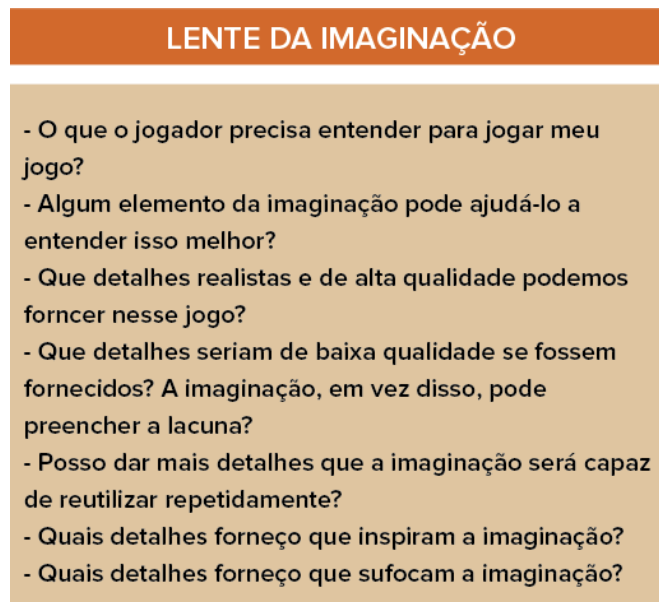 LENTE DA IMAGINAÇÃO
- O que o jogador precisa entender para jogar meu
jogo?
- Algum elemento da imaginação pode ajudá-lo a
entender isso melhor?
- Que detalhes realistas e de alta qualidade podemos
forncer nesse jogo?
- Que detalhes seriam de baixa qualidade se fossem
fornecidos? A imaginação, em vez disso, pode
preencher a lacuna?
- Posso dar mais detalhes que a imaginação será capaz
de reutilizar repetidamente?
- Quais detalhes forneço que inspiram a imaginação?
- Quais detalhes forneço que sufocam a imaginação?